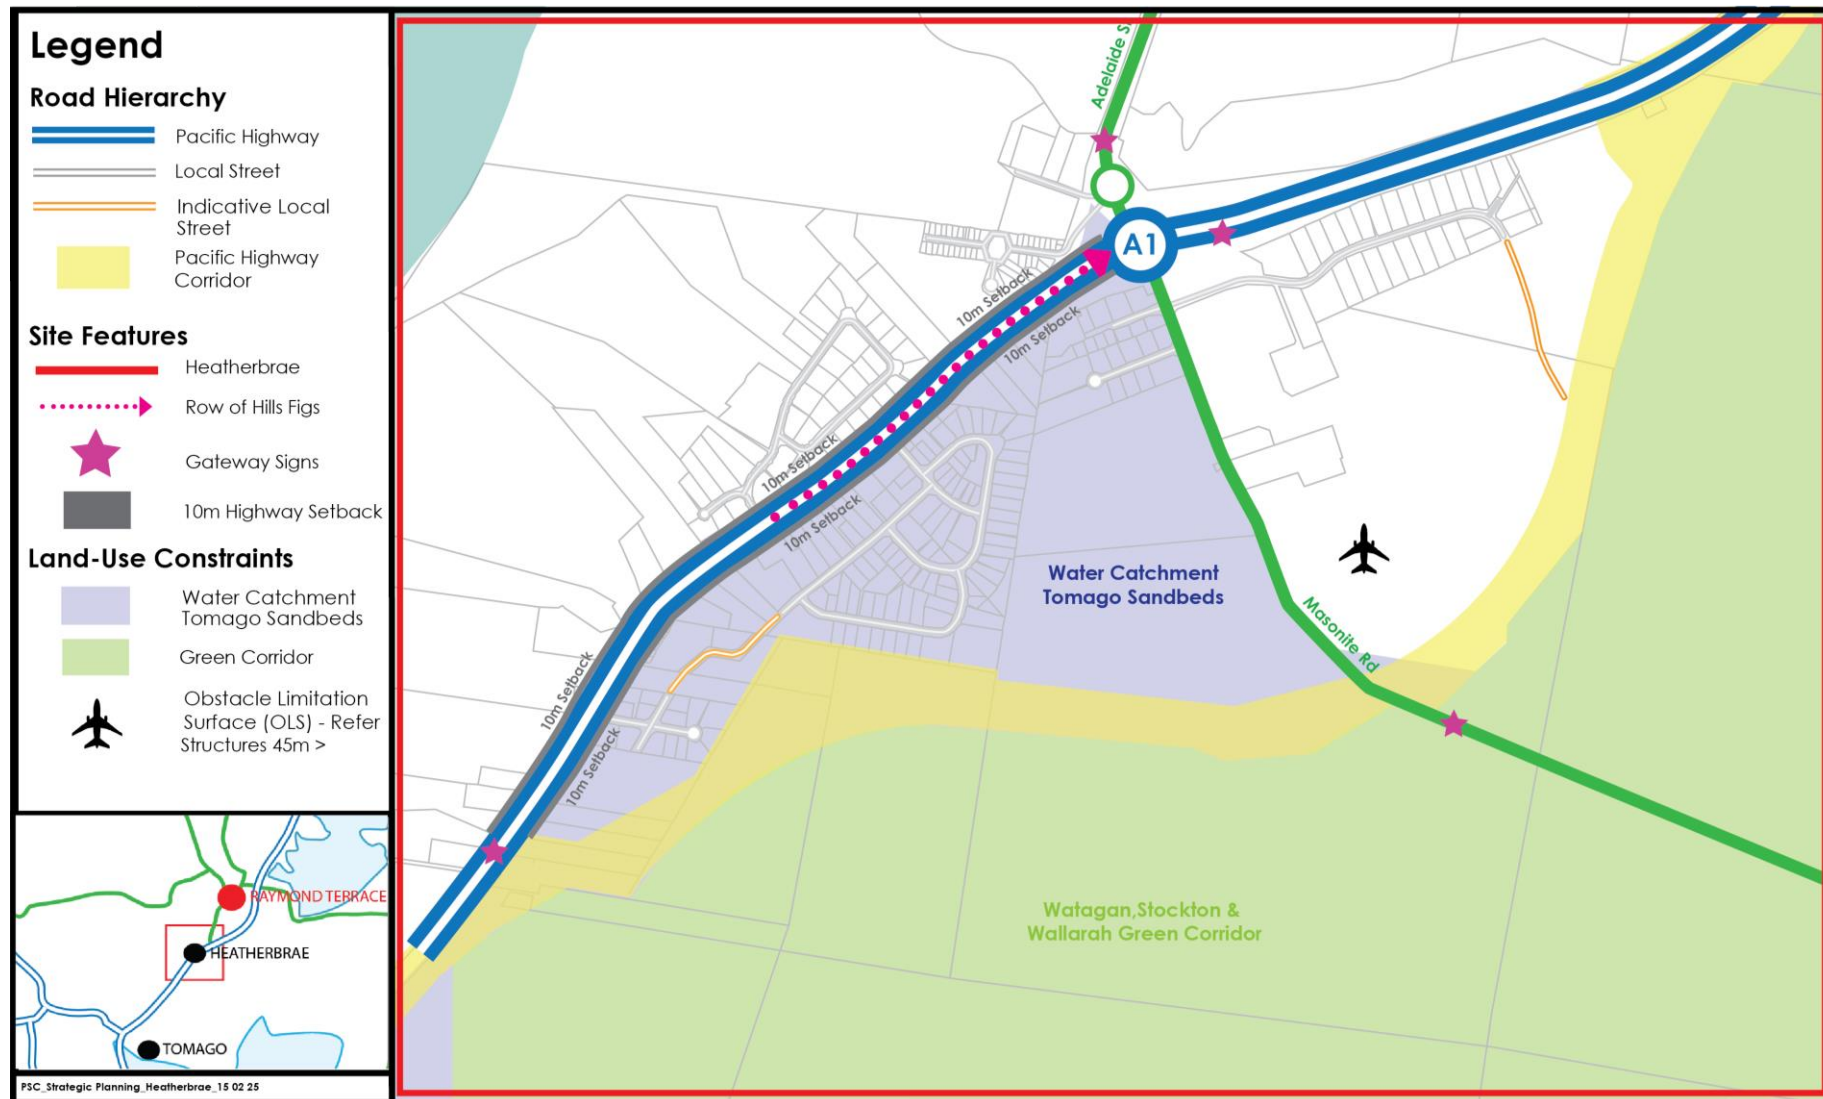 Legend
Road Hierarchy
Pacific Highway
Local Street
Indicative Local
Street
Pacific Highway
Corridor
Site Features
Heatherbrae
Row of Hills Figs
Gateway Signs
10m Highway Setback
Land-Use Constraints
Water Catchment
Tomago Sandbeds
Green Corridor
Obstacle Limitation
Surface (OLS) - Refer
Structures 45m >
RAYMOND TERRACE
HEATHERBRAE
TOMAGO
PSC_Strategic Planning_Heatherbrae_15 02 25
Adelaide S
A1
10m Setback
10m Setback
10m Setback
10m Setback
10m Setback
10m Setback
Water Catchment
Tomago Sandbeds
Masonite Rd
Watagan,Stockton &
Wallarah Green Corridor